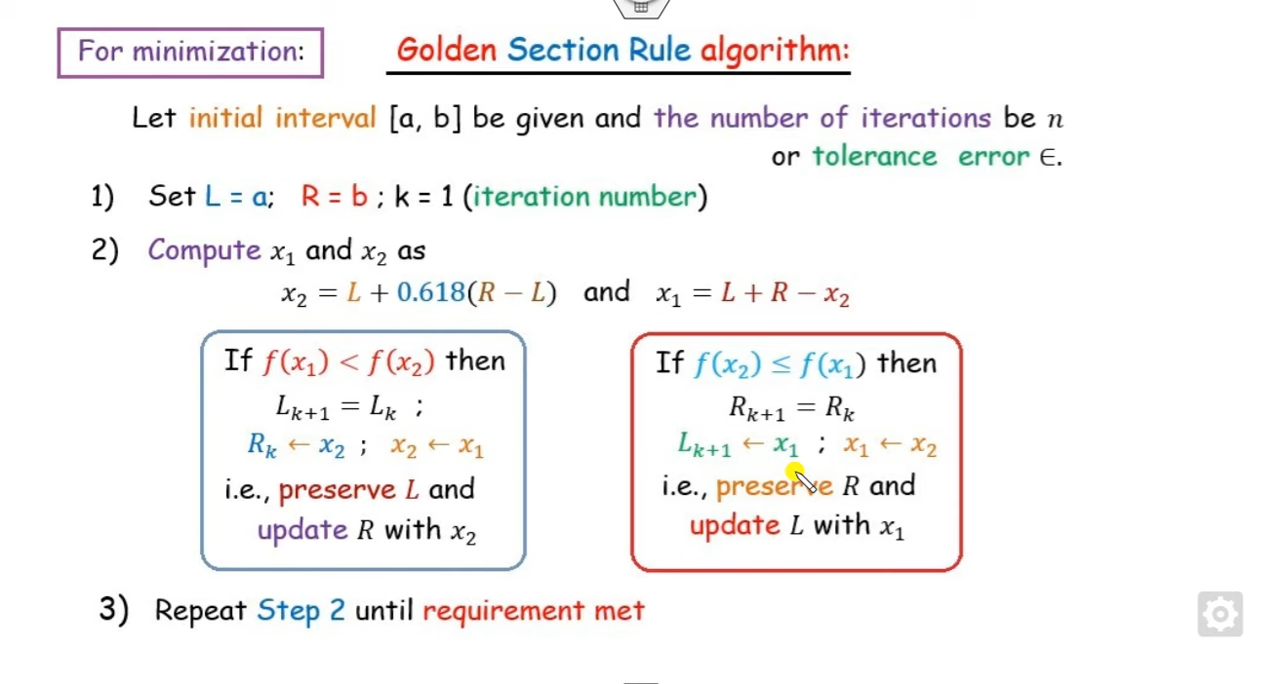 For minimization:
Golden Section Rule algorithm:
Let initial interval [a, b] be given and the number of iterations be n
or tolerance error ∈.
1) Set L = a; R = b ; k = 1 (iteration number)
2) Compute x₁ and x₂ as
x₂ = L + 0.618(R − L) and x₁ = L + R − x₂
If f(x₁) < f(x₂) then
Lₖ₊₁ = Lₖ ;
Rₖ ← x₂ ; x₂ ← x₁
i.e., preserve L and
update R with x₂
If f(x₂) ≤ f(x₁) then
Rₖ₊₁ = Rₖ
Lₖ₊₁ ← x₁ ; x₁ ← x₂
i.e., preserve R and
update L with x₁
3) Repeat Step 2 until requirement met